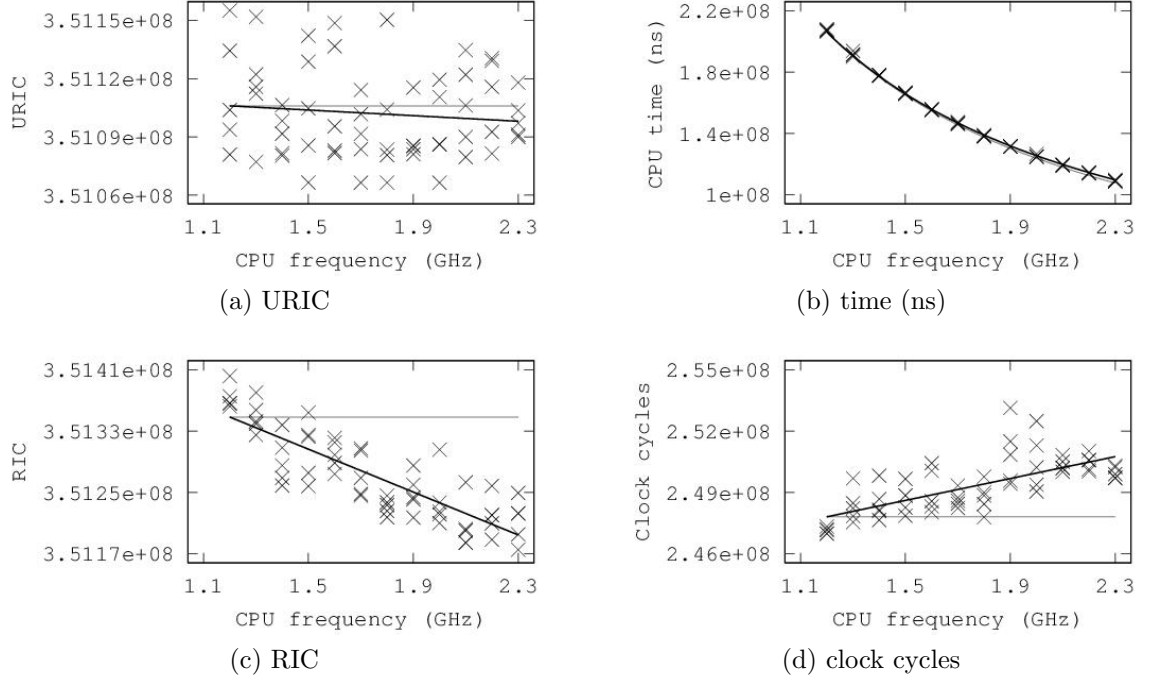 3.5115e+08
3.5112e+08
3.5109e+08
3.5106e+08
URIC
1.1 1.5 1.9 2.3
CPU frequency (GHz)
(a) URIC
2.2e+08
1.8e+08
1.4e+08
1e+08
CPU time (ns)
1.1 1.5 1.9 2.3
CPU frequency (GHz)
(b) time (ns)
3.5141e+08
3.5133e+08
3.5125e+08
3.5117e+08
RIC
1.1 1.5 1.9 2.3
CPU frequency (GHz)
(c) RIC
2.55e+08
2.52e+08
2.49e+08
2.46e+08
Clock cycles
1.1 1.5 1.9 2.3
CPU frequency (GHz)
(d) clock cycles